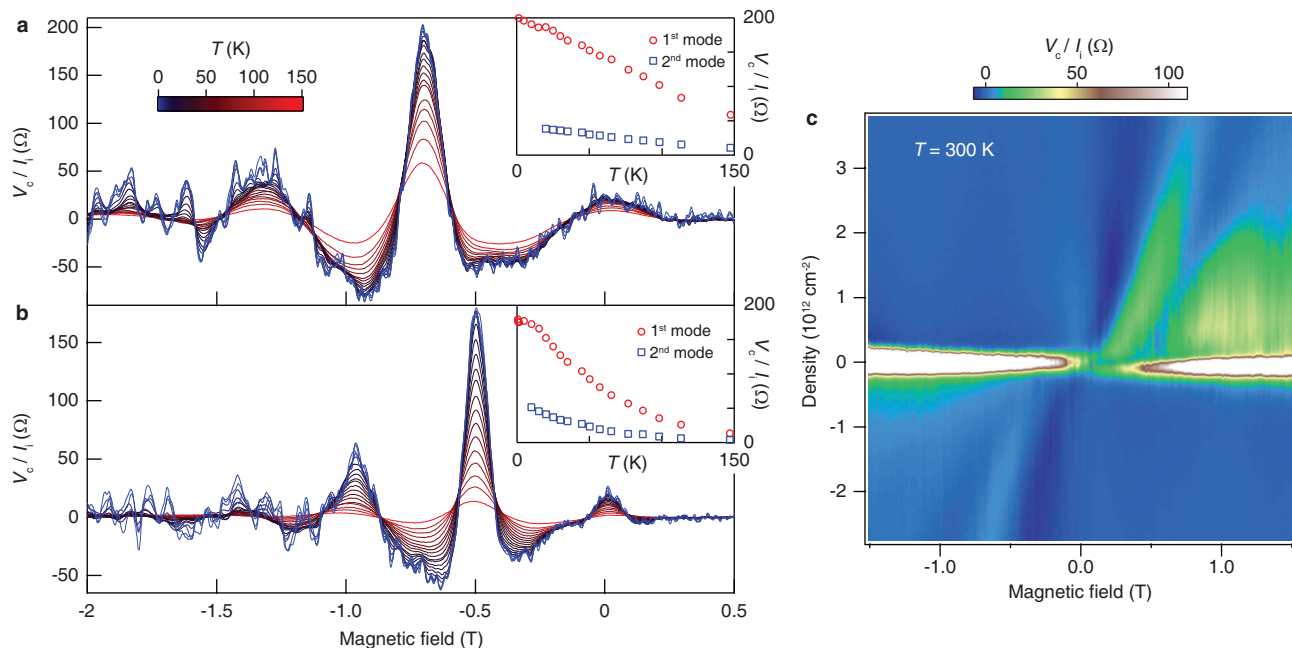 a
T (K)
0 50 100 150
V_c / I_i (Ω)
200
150
100
50
0
-50
1st mode
2nd mode
200
0
V_c / I_i (Ω)
0 T (K) 150
b
V_c / I_i (Ω)
150
100
50
0
-50
1st mode
2nd mode
200
0
V_c / I_i (Ω)
0 T (K) 150
-2 -1.5 -1.0 -0.5 0 0.5
Magnetic field (T)
V_c / I_i (Ω)
0 50 100
c
T = 300 K
Density (10¹² cm⁻²)
3
2
1
0
-1
-2
-1.0 0.0 1.0
Magnetic field (T)